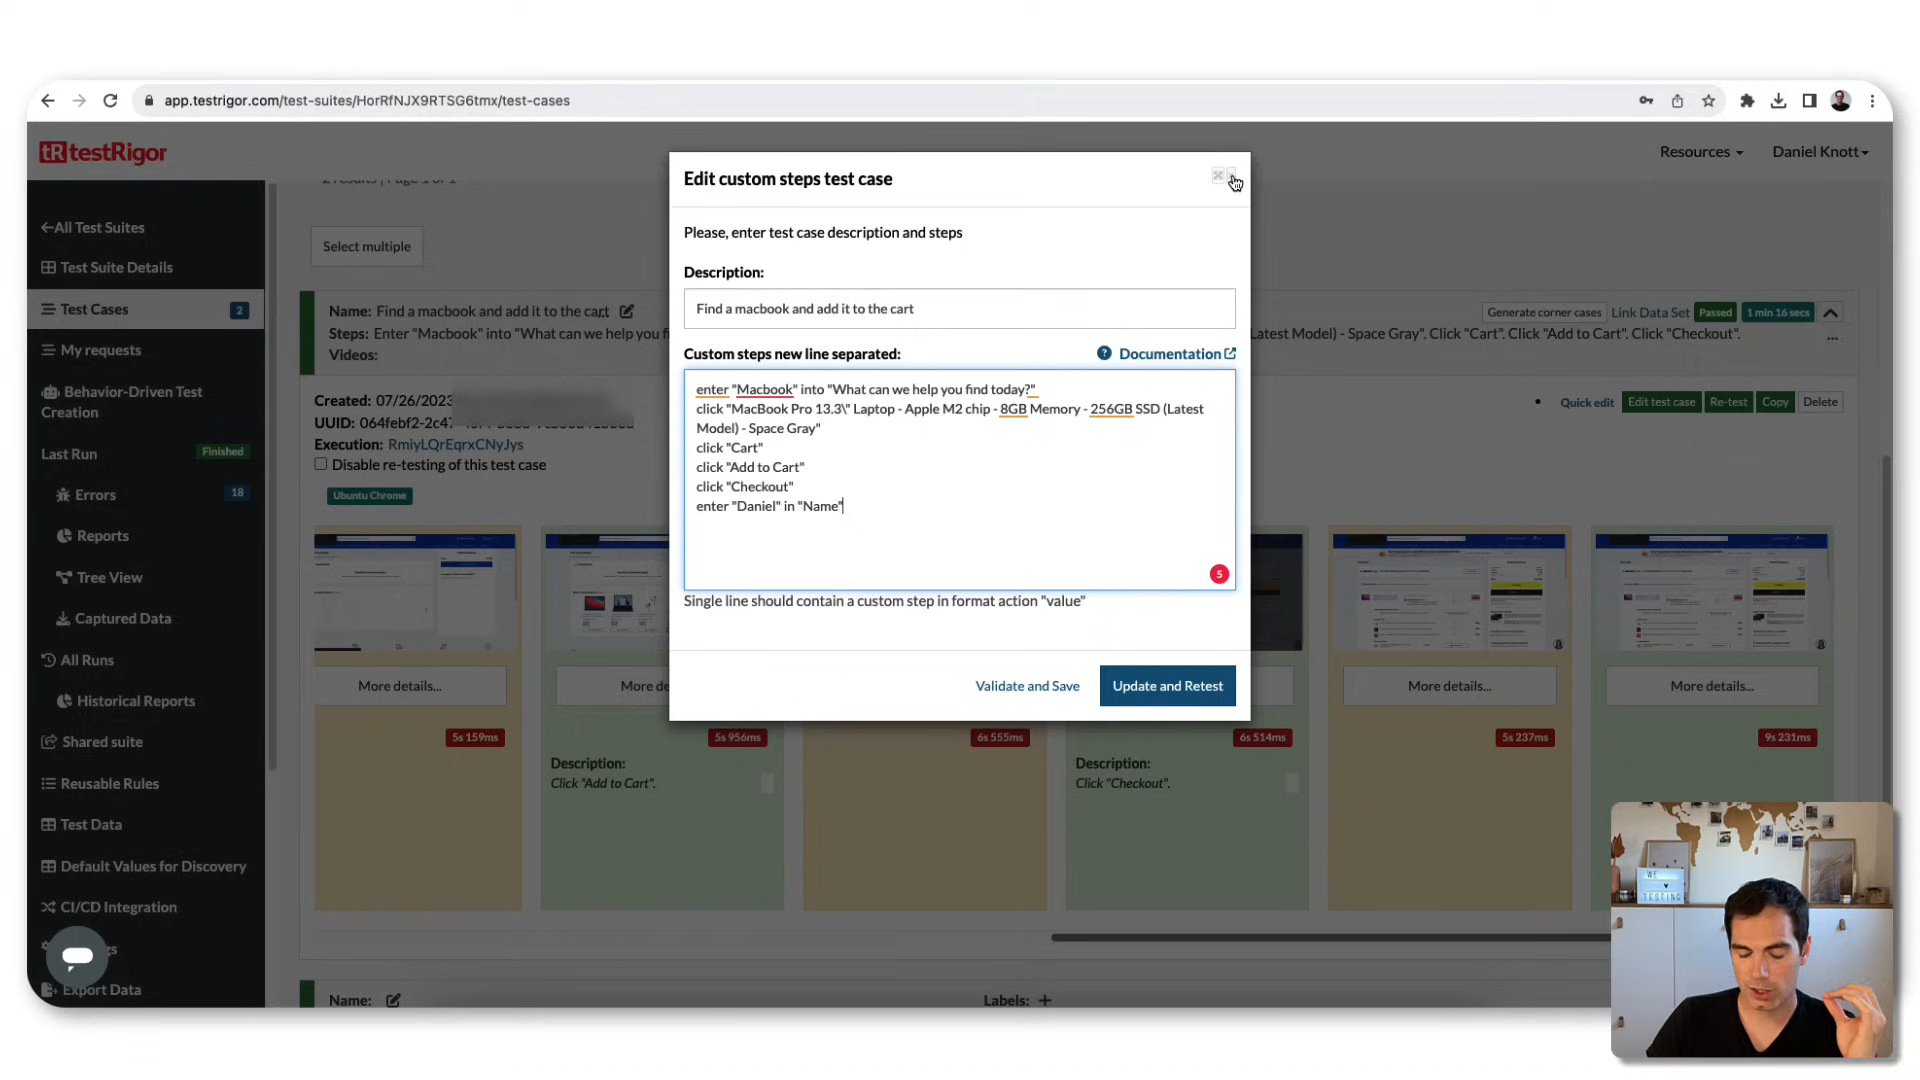 app.testrigor.com/test-suites/HorRfNJX9RTSG6tmx/test-cases
tR testRigor
Resources
Daniel Knott
All Test Suites
Test Suite Details
Test Cases 2
My requests
Behavior-Driven Test
Creation
Last Run Finished
Errors 18
Reports
Tree View
Captured Data
All Runs
Historical Reports
Shared suite
Reusable Rules
Test Data
Default Values for Discovery
CI/CD Integration
Export Data
Select multiple
Name: Find a macbook and add it to the cart
Steps: Enter "Macbook" into "What can we help you fi
Videos:
Generate corner cases Link Data Set Passed 1 min 16 secs
Latest Model) - Space Gray". Click "Cart". Click "Add to Cart". Click "Checkout".
...
Created: 07/26/2023
UUID: 064febf2-2c47
Execution: RmiyLQrEqrxCNyJys
Disable re-testing of this test case
Ubuntu Chrome
Quick edit Edit test case Re-test Copy Delete
Edit custom steps test case
Please, enter test case description and steps
Description:
Find a macbook and add it to the cart
Custom steps new line separated:
? Documentation
enter "Macbook" into "What can we help you find today?"
click "MacBook Pro 13.3\" Laptop - Apple M2 chip - 8GB Memory - 256GB SSD (Latest
Model) - Space Gray"
click "Cart"
click "Add to Cart"
click "Checkout"
enter "Daniel" in "Name"
5
Single line should contain a custom step in format action "value"
Validate and Save
Update and Retest
More details...
More de
More details...
More details...
5s 159ms
5s 956ms
6s 555ms
6s 514ms
5s 237ms
9s 231ms
Description:
Click "Add to Cart".
Description:
Click "Checkout".
Name:
Labels: +
WE
TESTING